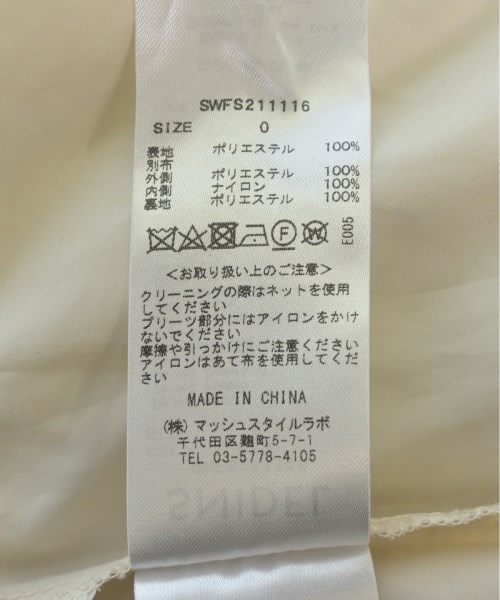 SWFS211116
SIZE 0
表地 ポリエステル 100%
別布
外側 ポリエステル 100%
内側 ナイロン 100%
裏地 ポリエステル 100%
F W E005
<お取り扱い上のご注意>
クリーニングの際はネットを使用
してください
プリーツ部分にはアイロンをかけ
ないでください
摩擦や引っかけにご注意ください
アイロンはあて布を使用してくだ
さい
MADE IN CHINA
(株)マッシュスタイルラボ
千代田区麹町5-7-1
TEL 03-5778-4105
SNIDEL